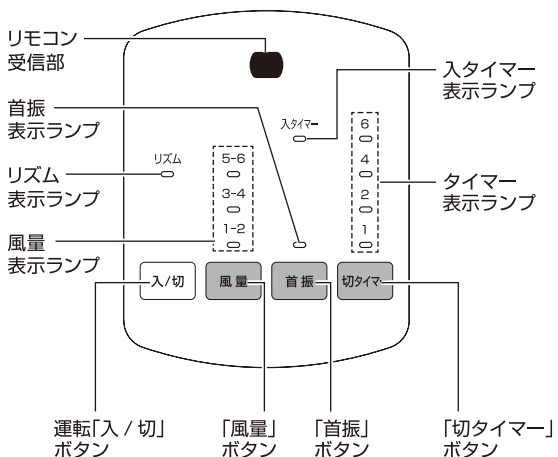 リモコン
受信部
首振
表示ランプ
リズム
表示ランプ
風量
表示ランプ
入タイマー
表示ランプ
タイマー
表示ランプ
入タイマー
リズム
5-6
3-4
1-2
6
4
2
1
入/切
風量
首振
切タイマー
運転「入 / 切」
ボタン
「風量」
ボタン
「首振」
ボタン
「切タイマー」
ボタン